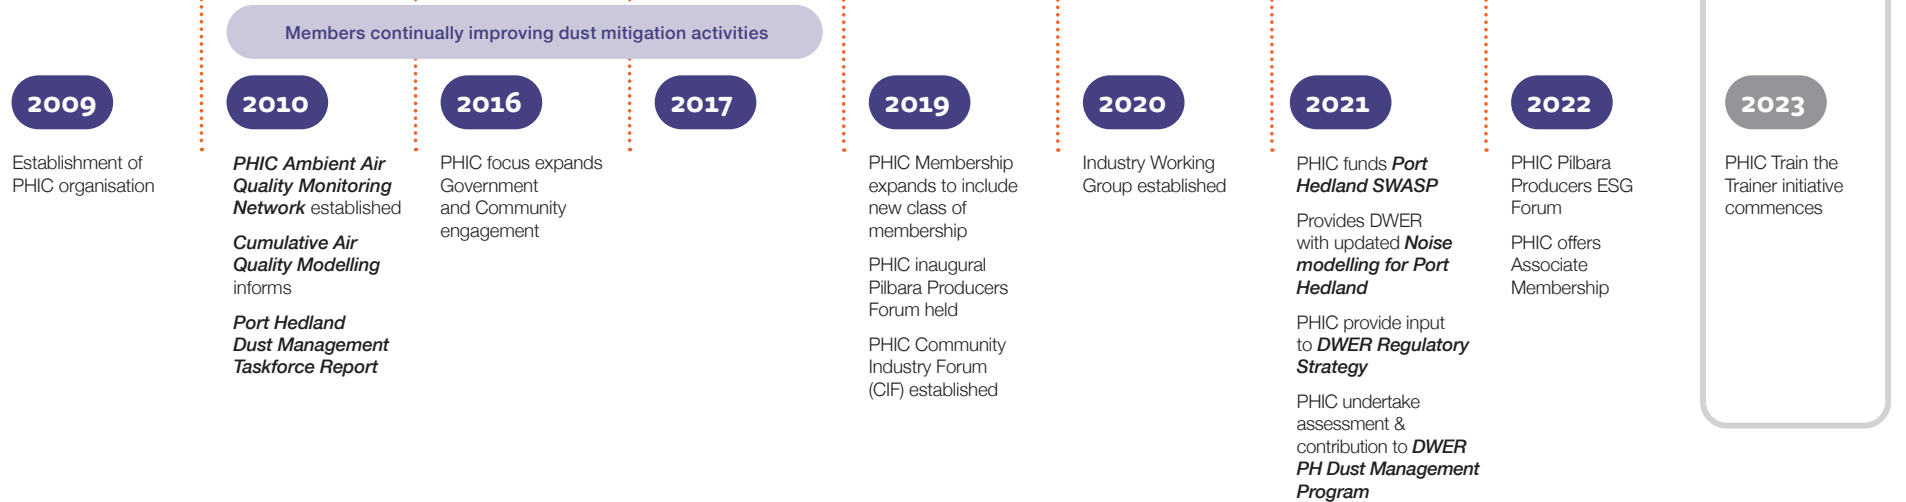 Members continually improving dust mitigation activities
2009
Establishment of
PHIC organisation
2010
PHIC Ambient Air
Quality Monitoring
Network established
Cumulative Air
Quality Modelling
informs
Port Hedland
Dust Management
Taskforce Report
2016
PHIC focus expands
Government
and Community
engagement
2017
2019
PHIC Membership
expands to include
new class of
membership
PHIC inaugural
Pilbara Producers
Forum held
PHIC Community
Industry Forum
(CIF) established
2020
Industry Working
Group established
2021
PHIC funds Port
Hedland SWASP
Provides DWER
with updated Noise
modelling for Port
Hedland
PHIC provide input
to DWER Regulatory
Strategy
PHIC undertake
assessment &
contribution to DWER
PH Dust Management
Program
2022
PHIC Pilbara
Producers ESG
Forum
PHIC offers
Associate
Membership
2023
PHIC Train the
Trainer initiative
commences